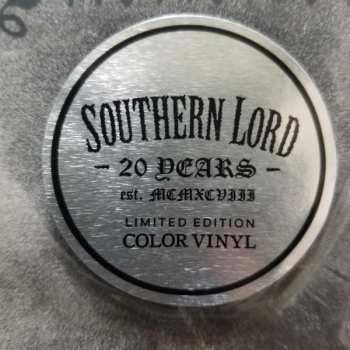 SOUTHERN LORD
- 20 YEARS -
est. MCMXCVIII
LIMITED EDITION
COLOR VINYL